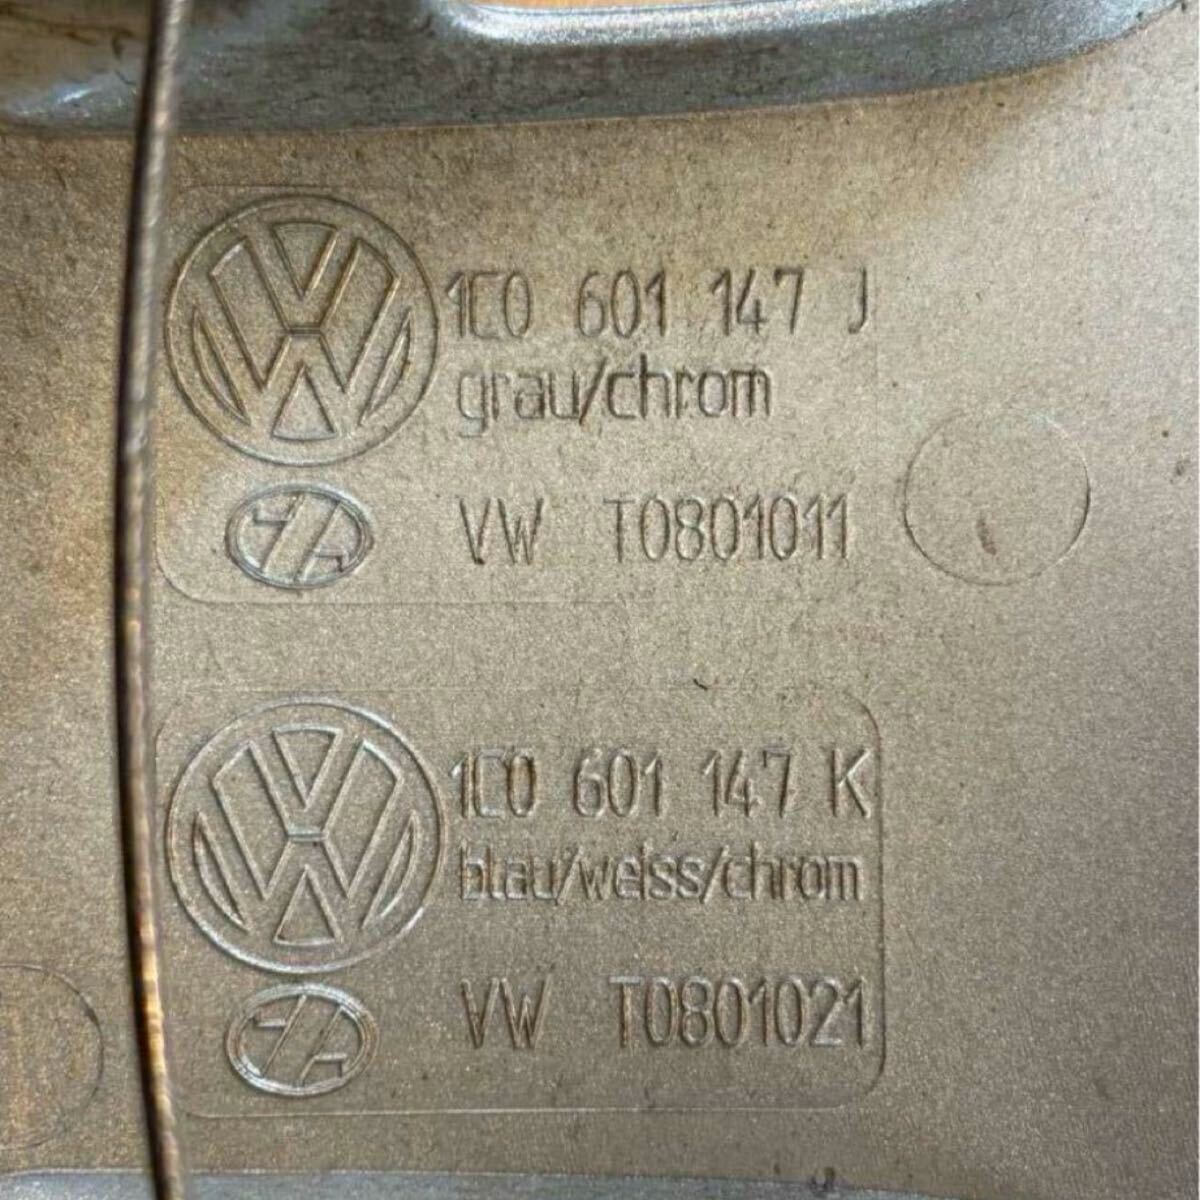 1C0 601 147 J
grau/chrom
VW T0801011
1C0 601 147 K
blau/weiss/chrom
VW T0801021